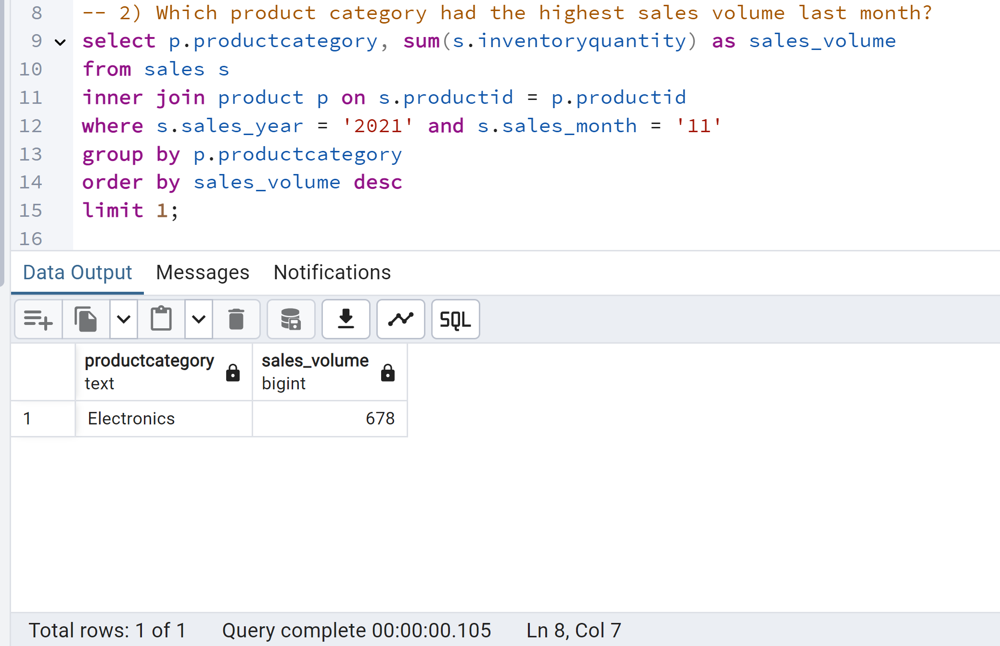 8 -- 2) Which product category had the highest sales volume last month?
9 select p.productcategory, sum(s.inventoryquantity) as sales_volume
10 from sales s
11 inner join product p on s.productid = p.productid
12 where s.sales_year = '2021' and s.sales_month = '11'
13 group by p.productcategory
14 order by sales_volume desc
15 limit 1;
16
Data Output Messages Notifications
SQL
productcategory sales_volume
text bigint
1 Electronics 678
Total rows: 1 of 1 Query complete 00:00:00.105 Ln 8, Col 7